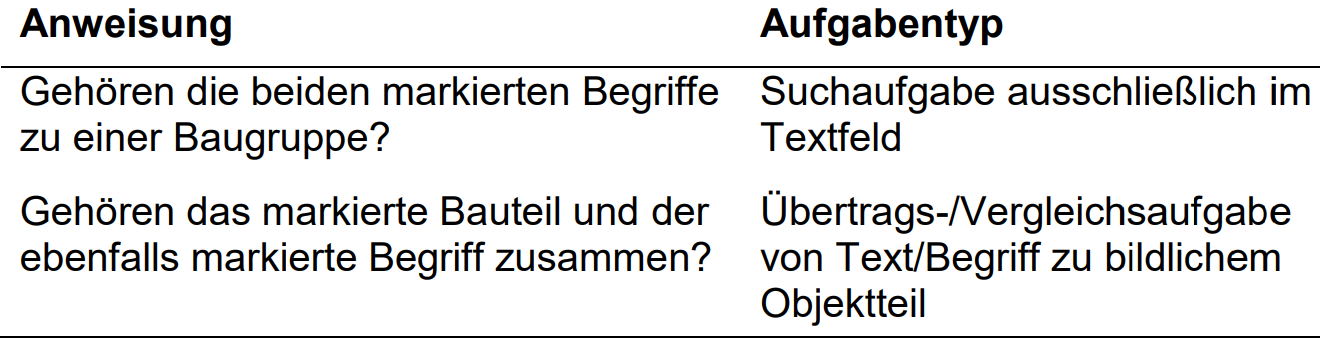 Anweisung Aufgabentyp
Gehören die beiden markierten Begriffe Suchaufgabe ausschließlich im
zu einer Baugruppe? Textfeld
Gehören das markierte Bauteil und der Übertrags-/Vergleichsaufgabe
ebenfalls markierte Begriff zusammen? von Text/Begriff zu bildlichem
Objektteil